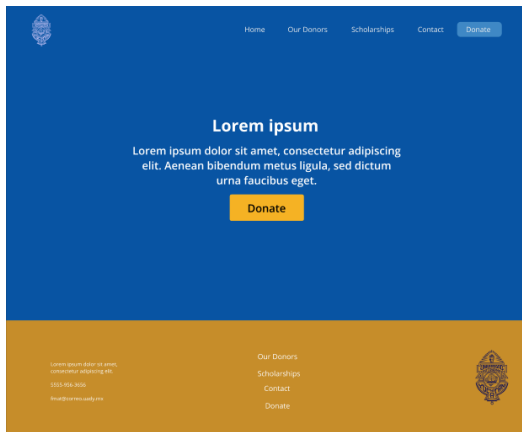 Home
Our Donors
Scholarships
Contact
Donate
Lorem ipsum
Lorem ipsum dolor sit amet, consectetur adipiscing
elit. Aenean bibendum metus ligula, sed dictum
urna faucibus eget.
Donate
Lorem ipsum dolor sit amet,
consectetur adipiscing elit.
Our Donors
Scholarships
Contact
Donate